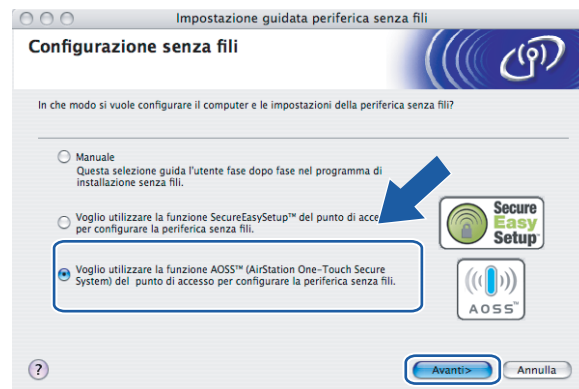 Impostazione guidata periferica senza fili
Configurazione senza fili
In che modo si vuole configurare il computer e le impostazioni della periferica senza fili?
Manuale
Questa selezione guida l'utente fase dopo fase nel programma di
installazione senza fili.
Voglio utilizzare la funzione SecureEasySetup™ del punto di
per configurare la periferica senza fili.
Secure
Easy
Setup™
Voglio utilizzare la funzione AOSS™ (AirStation One-Touch Secure
System) del punto di accesso per configurare la periferica senza fili.
AOSS™
?
Avanti>
Annulla